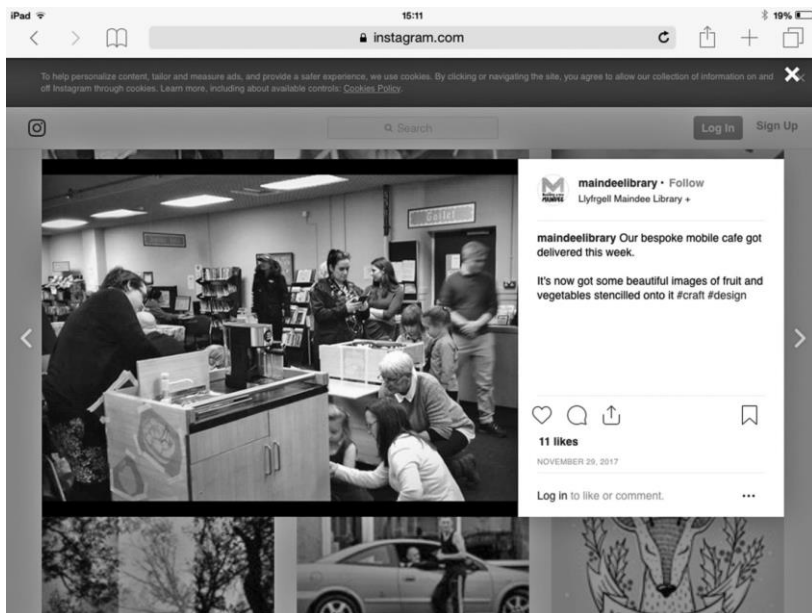 iPad
15:11
19%
instagram.com
To help personalize content, tailor and measure ads, and provide a safer experience, we use cookies. By clicking or navigating the site, you agree to allow our collection of information on and
off Instagram through cookies. Learn more, including about available controls: Cookies Policy.
Search
Log In
Sign Up
Toilet
maindeelibrary • Follow
Llyfrgell Maindee Library +
maindeelibrary Our bespoke mobile cafe got
delivered this week.
It's now got some beautiful images of fruit and
vegetables stencilled onto it #craft #design
11 likes
NOVEMBER 29, 2017
Log in to like or comment.